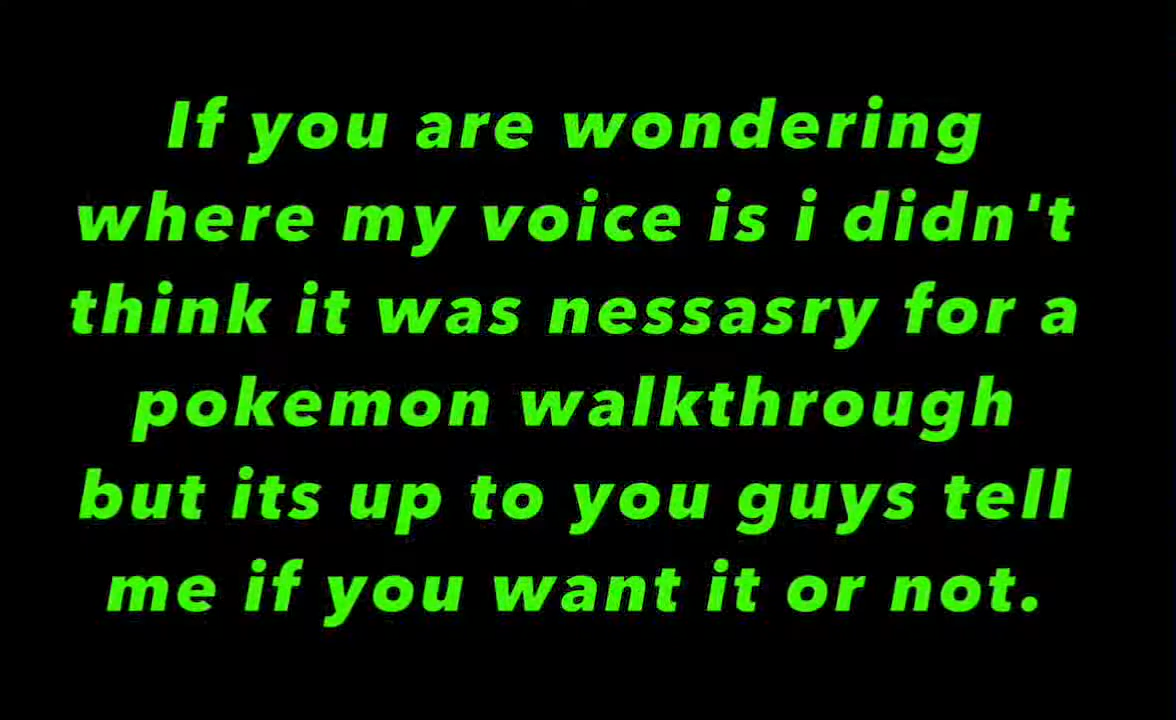 If you are wondering
where my voice is i didn't
think it was nessasry for a
pokemon walkthrough
but its up to you guys tell
me if you want it or not.